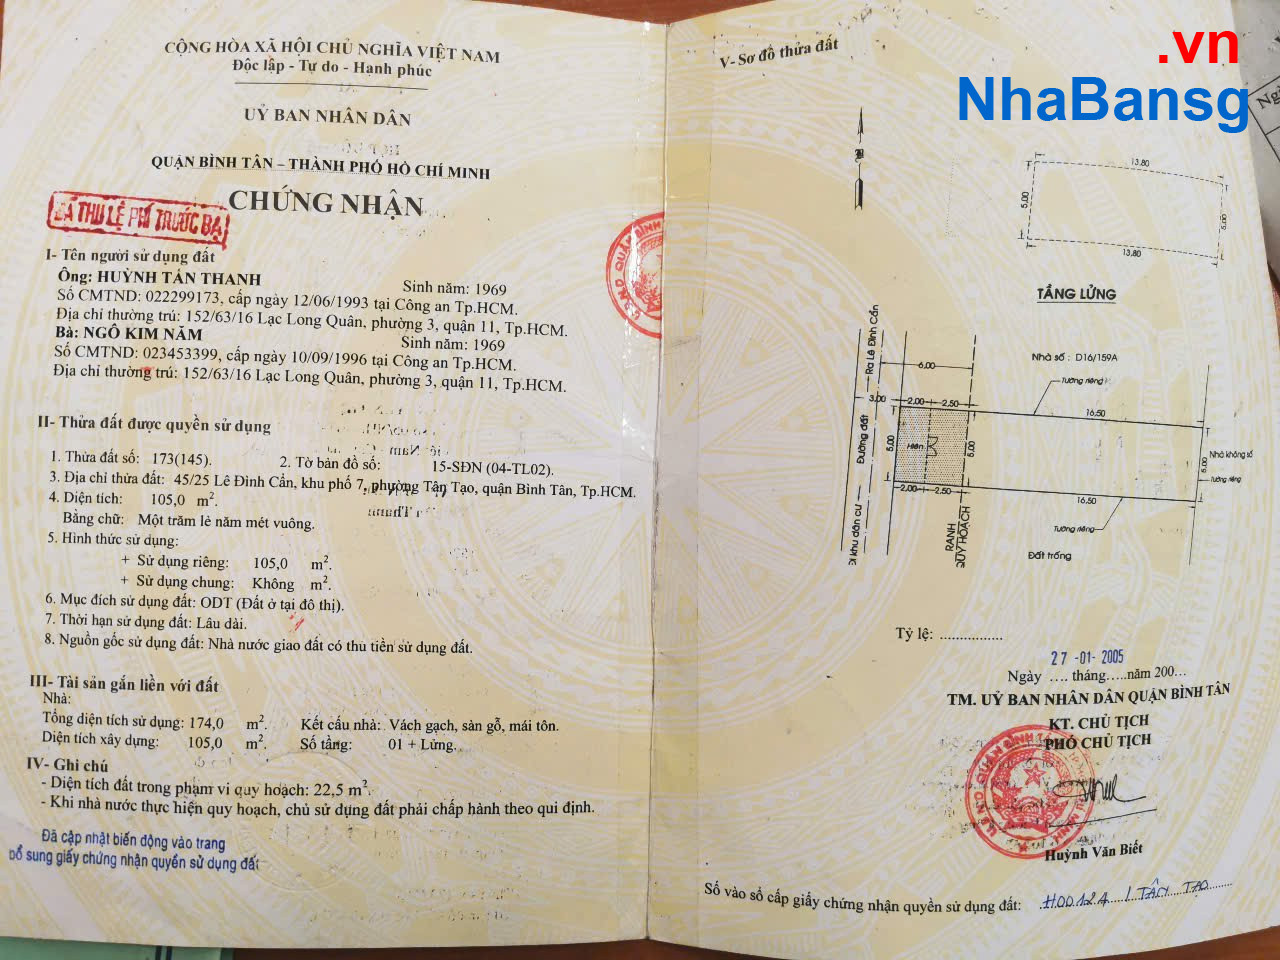 CỘNG HÒA XÃ HỘI CHỦ NGHĨA VIỆT NAM
Độc lập - Tự do - Hạnh phúc
UỶ BAN NHÂN DÂN
QUẬN BÌNH TÂN – THÀNH PHỐ HỒ CHÍ MINH
CHỨNG NHẬN
ĐÃ THU LỆ PHÍ TRƯỚC BẠ
I- Tên người sử dụng đất
Ông: HUỲNH TẤN THANH
Sinh năm: 1969
Số CMTND: 022299173, cấp ngày 12/06/1993 tại Công an Tp.HCM.
Địa chỉ thường trú: 152/63/16 Lạc Long Quân, phường 3, quận 11, Tp.HCM.
Bà: NGÔ KIM NĂM
Sinh năm: 1969
Số CMTND: 023453399, cấp ngày 10/09/1996 tại Công an Tp.HCM.
Địa chỉ thường trú: 152/63/16 Lạc Long Quân, phường 3, quận 11, Tp.HCM.
II- Thửa đất được quyền sử dụng
1. Thửa đất số: 173(145). 2. Tờ bản đồ số: 15-SĐN (04-TL02).
3. Địa chỉ thửa đất: 45/25 Lê Đình Cẩn, khu phố 7, phường Tân Tạo, quận Bình Tân, Tp.HCM.
4. Diện tích: 105,0 m2.
Bằng chữ: Một trăm lẻ năm mét vuông.
5. Hình thức sử dụng:
+ Sử dụng riêng: 105,0 m2.
+ Sử dụng chung: Không m2.
6. Mục đích sử dụng đất: ODT (Đất ở tại đô thị).
7. Thời hạn sử dụng đất: Lâu dài.
8. Nguồn gốc sử dụng đất: Nhà nước giao đất có thu tiền sử dụng đất.
III- Tài sản gắn liền với đất
Nhà:
Tổng diện tích sử dụng: 174,0 m2. Kết cấu nhà: Vách gạch, sàn gỗ, mái tôn.
Diện tích xây dựng: 105,0 m2. Số tầng: 01 + Lửng.
IV- Ghi chú
- Diện tích đất trong phạm vi quy hoạch: 22,5 m2.
- Khi nhà nước thực hiện quy hoạch, chủ sử dụng đất phải chấp hành theo qui định.
Đã cập nhật biến động vào trang
bổ sung giấy chứng nhận quyền sử dụng đất
V- Sơ đồ thửa đất
.vn
NhaBansg
13,80
5,00
5,00
13,80
TẦNG LỬNG
Nhà số : D16/159A
Ra Lê Đình Cẩn
6,00
Tường riêng
3,00
2,00
2,50
16,50
Đường đất
5,00
Hiên
5,00
5,00
Nhà không số
Tường riêng
2,00
2,50
16,50
Tường riêng
Đi khu dân cư
RANH
QUY HOẠCH
Đất trống
Tỷ lệ: ................
27 -01- 2005
Ngày .... tháng.....năm 200...
TM. UỶ BAN NHÂN DÂN QUẬN BÌNH TÂN
KT. CHỦ TỊCH
PHÓ CHỦ TỊCH
Huỳnh Văn Biết
Số vào sổ cấp giấy chứng nhận quyền sử dụng đất: H00124 / TÂN TẠO